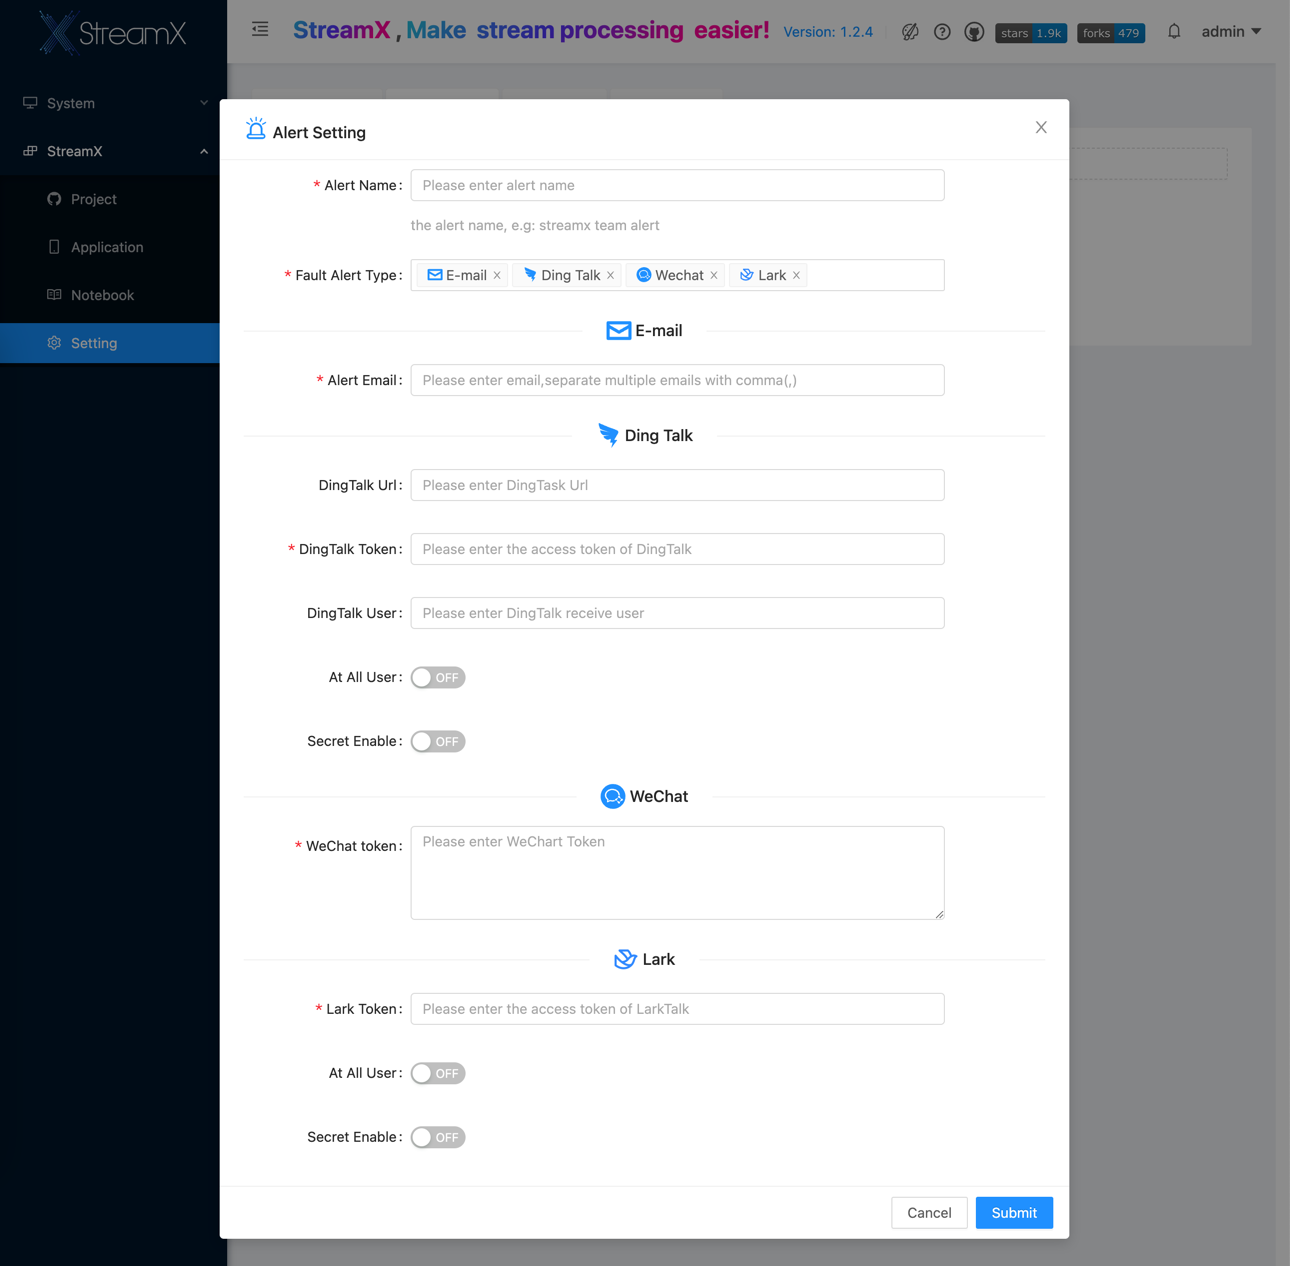 StreamX
StreamX , Make stream processing easier!
Version: 1.2.4
stars 1.9k
forks 479
admin
System
StreamX
Project
Application
Notebook
Setting
Alert Setting
* Alert Name : Please enter alert name
the alert name, e.g: streamx team alert
* Fault Alert Type : E-mail × Ding Talk × Wechat × Lark ×
E-mail
* Alert Email : Please enter email,separate multiple emails with comma(,)
Ding Talk
DingTalk Url : Please enter DingTask Url
* DingTalk Token : Please enter the access token of DingTalk
DingTalk User : Please enter DingTalk receive user
At All User : OFF
Secret Enable : OFF
WeChat
* WeChat token : Please enter WeChart Token
Lark
* Lark Token : Please enter the access token of LarkTalk
At All User : OFF
Secret Enable : OFF
Cancel
Submit